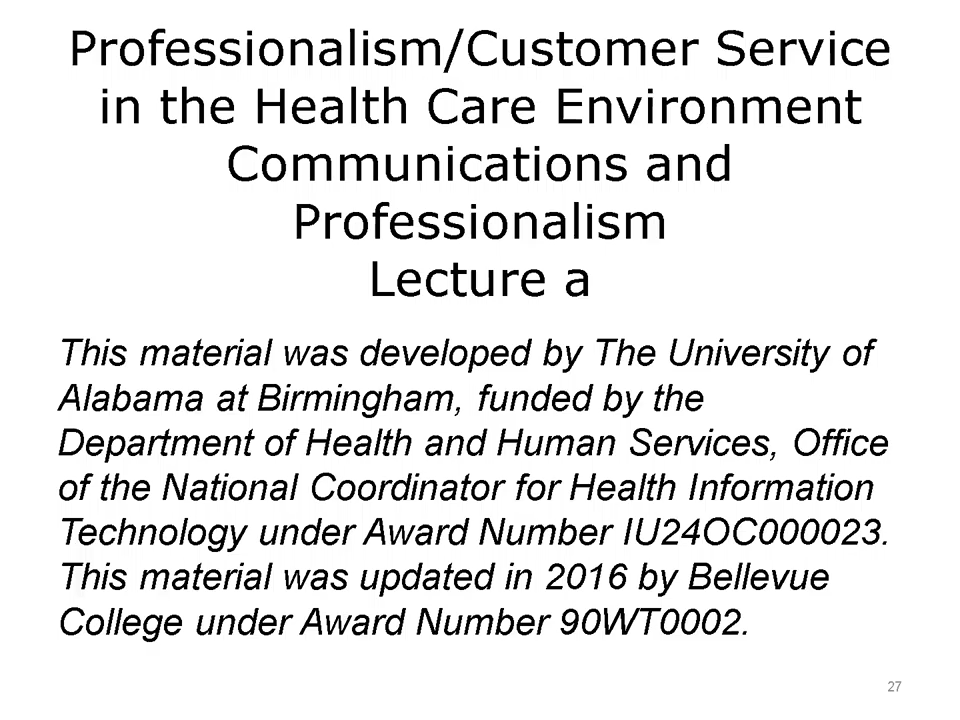 Professionalism/Customer Service
in the Health Care Environment
Communications and
Professionalism
Lecture a
This material was developed by The University of
Alabama at Birmingham, funded by the
Department of Health and Human Services, Office
of the National Coordinator for Health Information
Technology under Award Number IU24OC000023.
This material was updated in 2016 by Bellevue
College under Award Number 90WT0002.
27